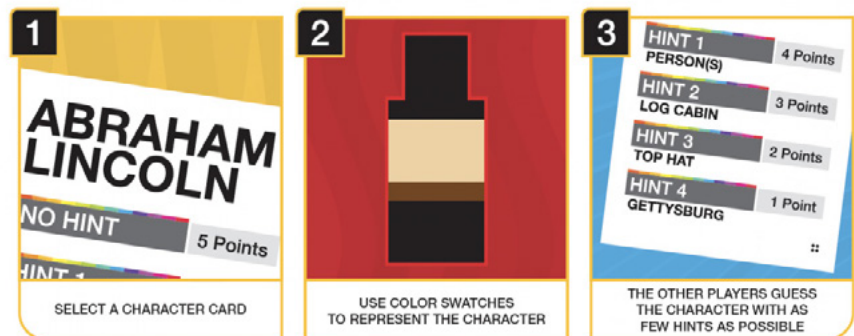 1
ABRAHAM
LINCOLN
NO HINT
5 Points
HINT 1
SELECT A CHARACTER CARD
2
USE COLOR SWATCHES
TO REPRESENT THE CHARACTER
3
HINT 1
4 Points
PERSON(S)
HINT 2
3 Points
LOG CABIN
HINT 3
2 Points
TOP HAT
HINT 4
1 Point
GETTYSBURG
THE OTHER PLAYERS GUESS
THE CHARACTER WITH AS
FEW HINTS AS POSSIBLE